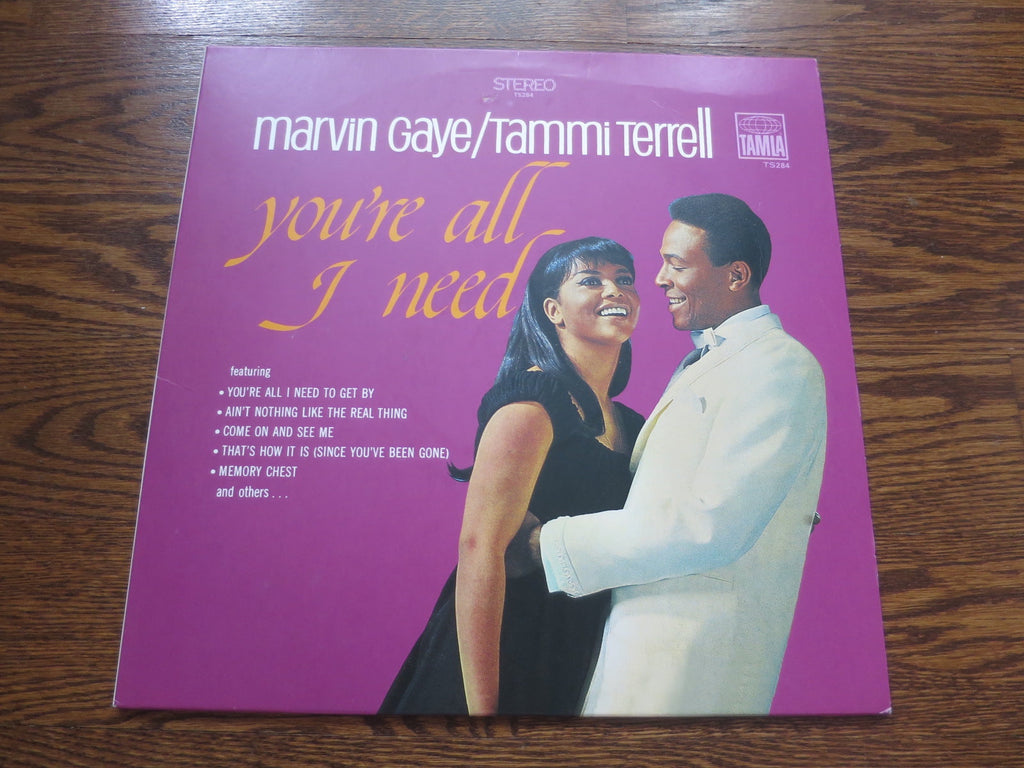 STEREO
TS284
marvin Gaye/Tammi Terrell
TAMLA
TS284
you're all
I need
featuring
• YOU'RE ALL I NEED TO GET BY
• AIN'T NOTHING LIKE THE REAL THING
• COME ON AND SEE ME
• THAT'S HOW IT IS (SINCE YOU'VE BEEN GONE)
• MEMORY CHEST
and others . . .